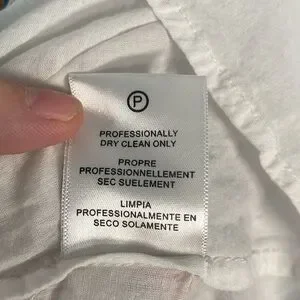 P
PROFESSIONALLY
DRY CLEAN ONLY
PROPRE
PROFESSIONNELLEMENT
SEC SUELEMENT
LIMPIA
PROFESSIONALMENTE EN
SECO SOLAMENTE